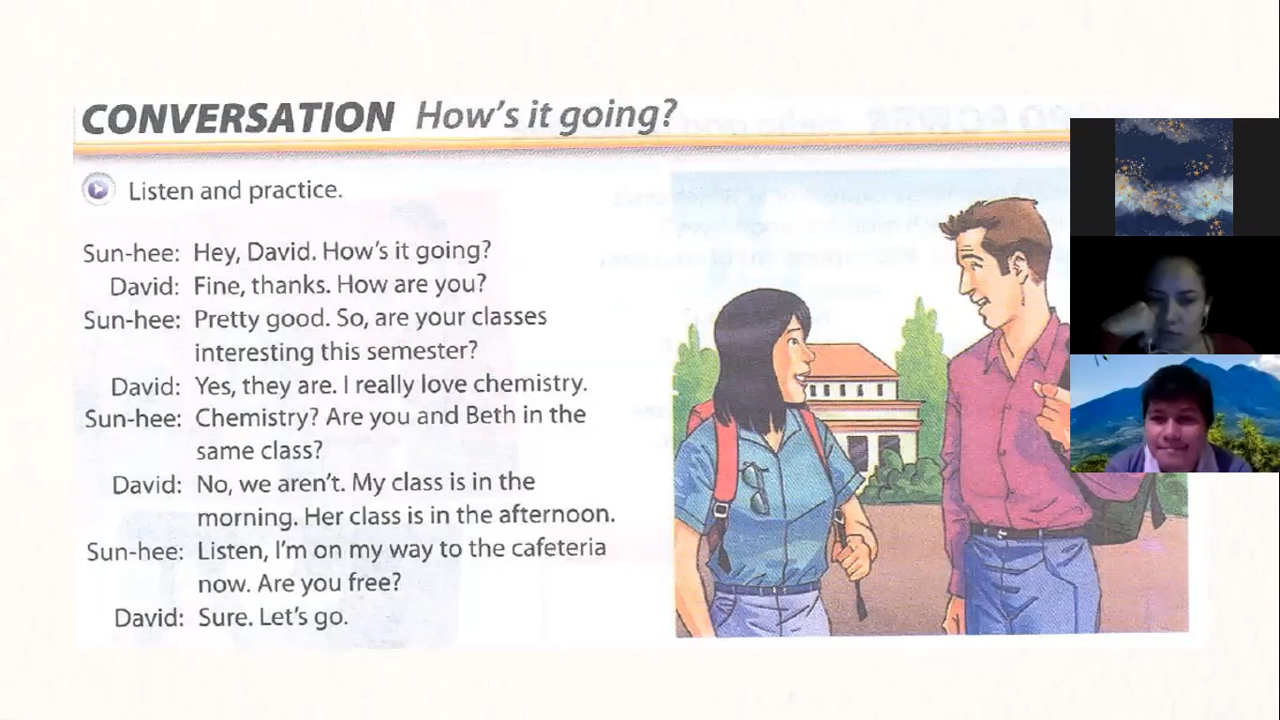 CONVERSATION How's it going?
Listen and practice.
Sun-hee: Hey, David. How's it going?
David: Fine, thanks. How are you?
Sun-hee: Pretty good. So, are your classes
interesting this semester?
David: Yes, they are. I really love chemistry.
Sun-hee: Chemistry? Are you and Beth in the
same class?
David: No, we aren't. My class is in the
morning. Her class is in the afternoon.
Sun-hee: Listen, I'm on my way to the cafeteria
now. Are you free?
David: Sure. Let's go.